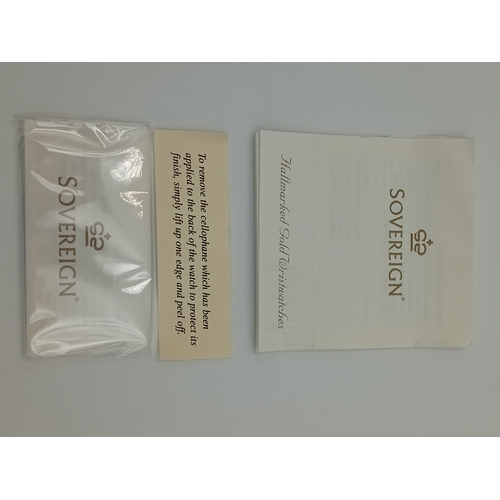 SOVEREIGN
To remove the cellophane which has been
applied to the back of the watch to protect its
finish, simply lift up one edge and peel off.
SOVEREIGN®
Hallmarked Gold Wristwatches